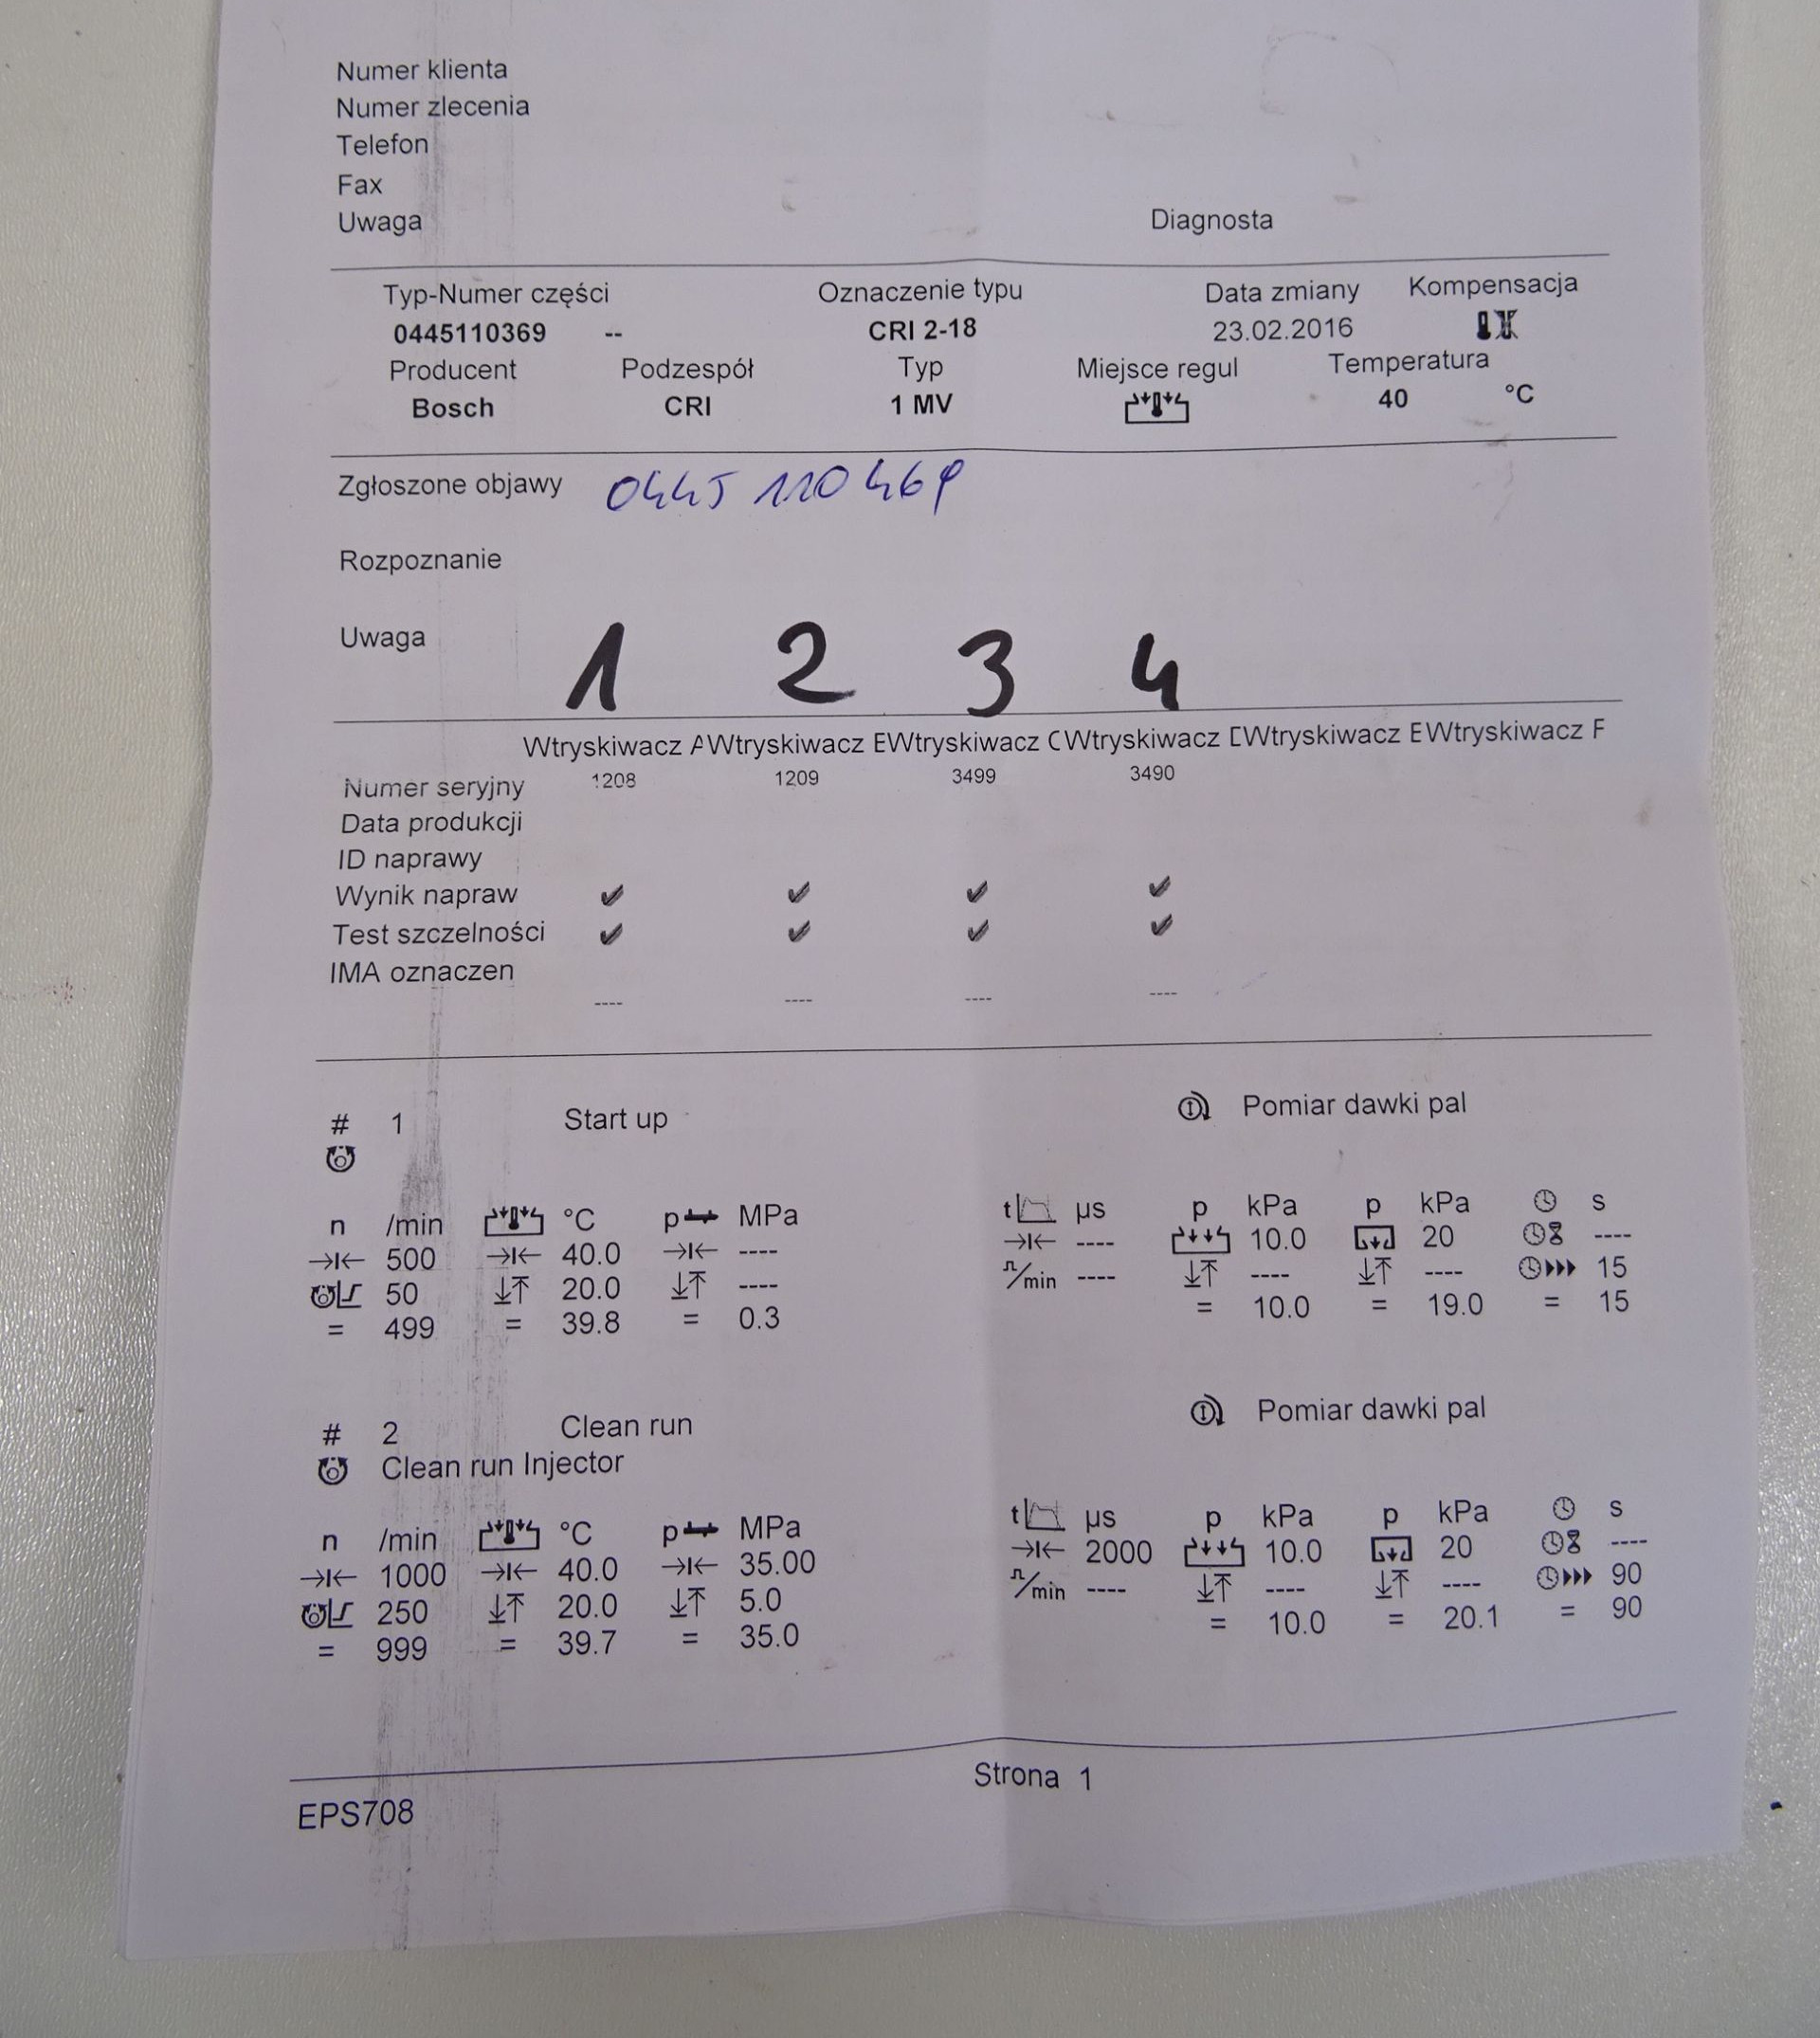 Numer klienta
Numer zlecenia
Telefon
Fax
Uwaga Diagnosta
Typ-Numer części Oznaczenie typu Data zmiany Kompensacja
0445110369 -- CRI 2-18 23.02.2016
Producent Podzespół Typ Miejsce regul Temperatura
Bosch CRI 1 MV 40 °C
Zgłoszone objawy 0445 110 469
Rozpoznanie
Uwaga 1 2 3 4
Wtryskiwacz A Wtryskiwacz E Wtryskiwacz C Wtryskiwacz D Wtryskiwacz E Wtryskiwacz F
Numer seryjny 1208 1209 3499 3490
Data produkcji
ID naprawy
Wynik napraw ✔ ✔ ✔ ✔
Test szczelności ✔ ✔ ✔ ✔
IMA oznaczen
---- ---- ---- ----
# 1 Start up Pomiar dawki pal
n /min °C p MPa t µs p kPa p kPa s
500 40.0 ---- ---- 10.0 20 ----
50 20.0 ---- /min ---- ---- ---- 15
= 499 = 39.8 = 0.3 = 10.0 = 19.0 = 15
# 2 Clean run Pomiar dawki pal
Clean run Injector
n /min °C p MPa t µs p kPa p kPa s
1000 40.0 35.00 2000 10.0 20 ----
250 20.0 5.0 /min ---- ---- ---- 90
= 999 = 39.7 = 35.0 = 10.0 = 20.1 = 90
Strona 1
EPS708